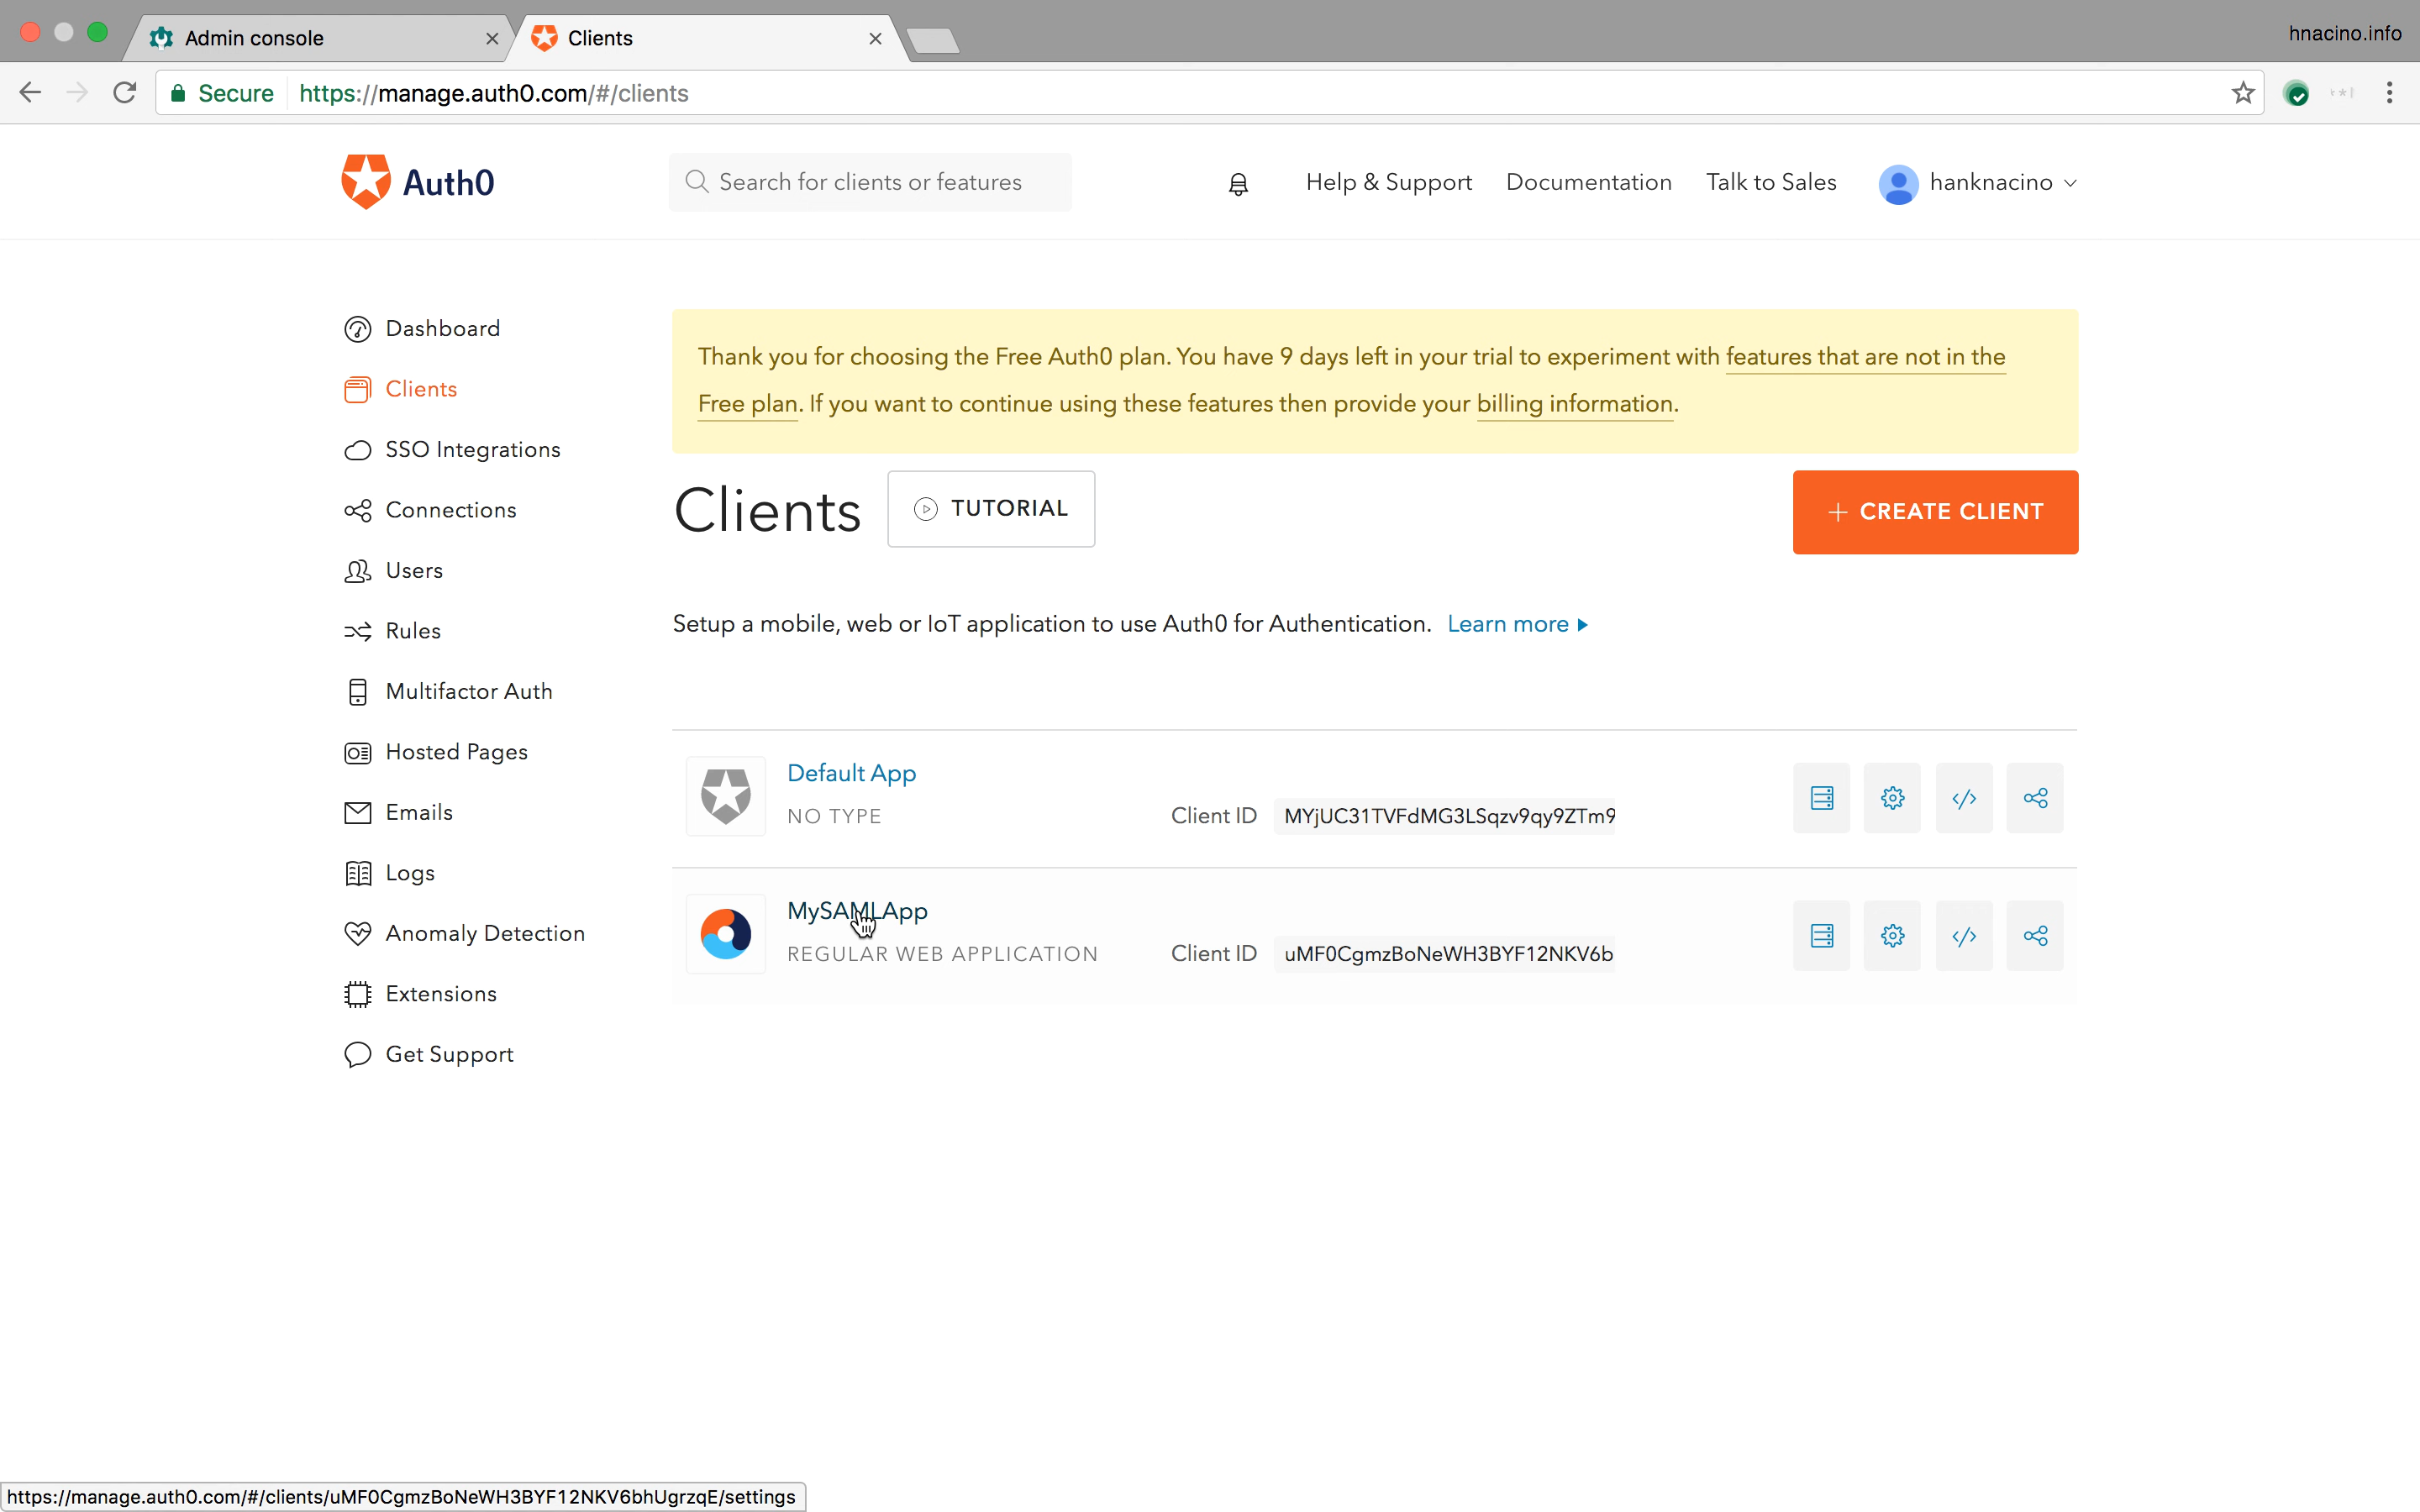 Admin console
Clients
hnacino.info
Secure
https://manage.auth0.com/#/clients
Auth0
Search for clients or features
Help & Support
Documentation
Talk to Sales
hanknacino
Dashboard
Clients
SSO Integrations
Connections
Users
Rules
Multifactor Auth
Hosted Pages
Emails
Logs
Anomaly Detection
Extensions
Get Support
Thank you for choosing the Free Auth0 plan. You have 9 days left in your trial to experiment with features that are not in the
Free plan. If you want to continue using these features then provide your billing information.
Clients
TUTORIAL
+ CREATE CLIENT
Setup a mobile, web or IoT application to use Auth0 for Authentication. Learn more
Default App
NO TYPE
Client ID MYjUC31TVFdMG3LSqzv9qy9ZTm9
MySAMLApp
REGULAR WEB APPLICATION
Client ID uMF0CgmzBoNeWH3BYF12NKV6b
https://manage.auth0.com/#/clients/uMF0CgmzBoNeWH3BYF12NKV6bhUgrzqE/settings